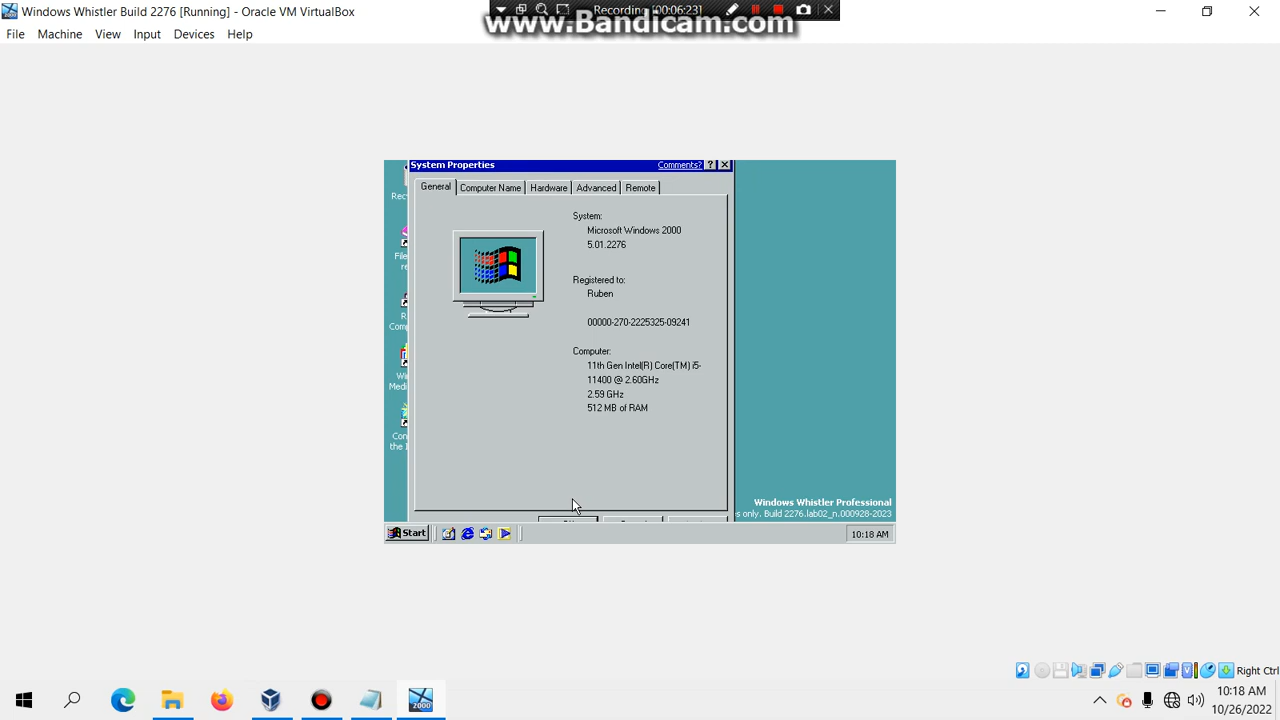 Windows Whistler Build 2276 [Running] - Oracle VM VirtualBox
Recording [00:06:23]
www.Bandicam.com
File Machine View Input Devices Help
System Properties
Comments?
General Computer Name Hardware Advanced Remote
System:
Microsoft Windows 2000
5.01.2276
Registered to:
Ruben
00000-270-2225325-09241
Computer:
11th Gen Intel(R) Core(TM) i5-
11400 @ 2.60GHz
2.59 GHz
512 MB of RAM
Windows Whistler Professional
s only. Build 2276.lab02_n.000928-2023
Start
10:18 AM
Right Ctrl
2000
10:18 AM
10/26/2022